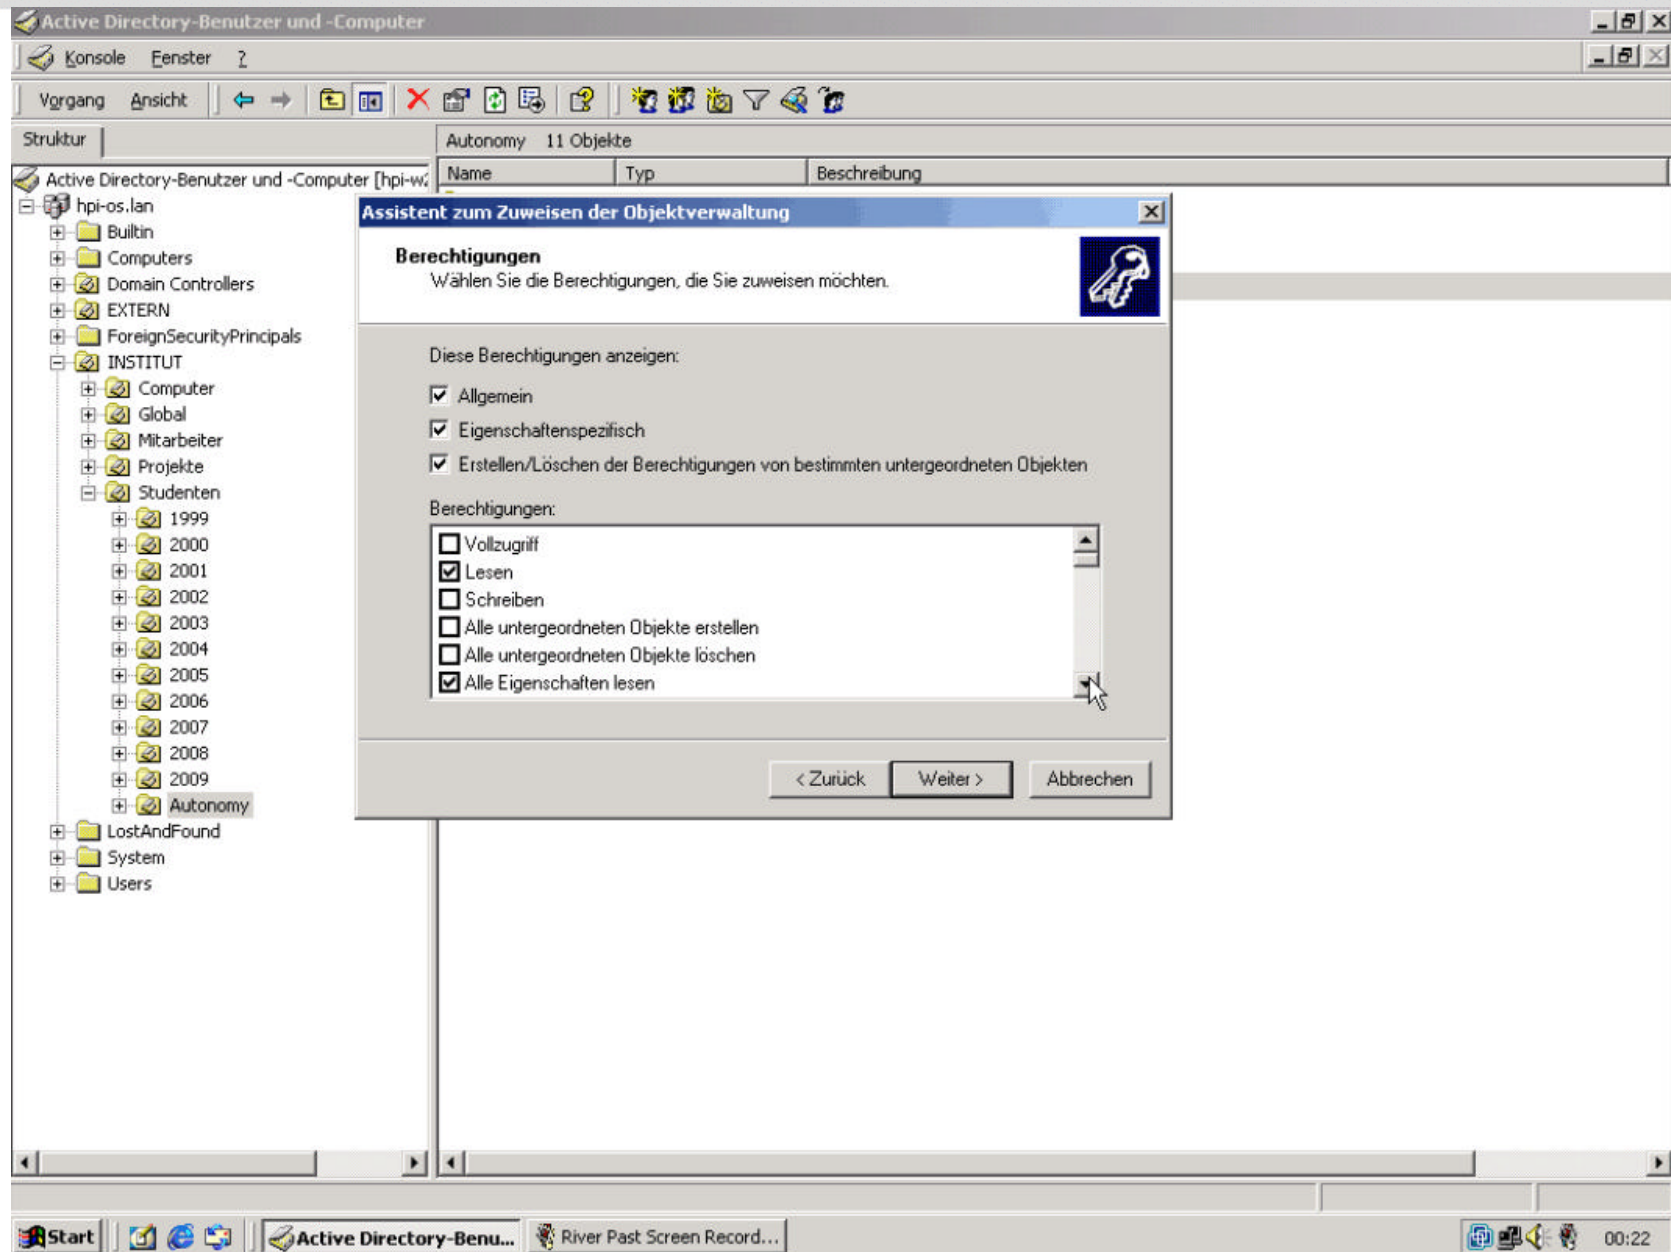 Active Directory-Benutzer und -Computer
Konsole Fenster ?
Vorgang Ansicht
Struktur
Autonomy 11 Objekte
Name Typ Beschreibung
Active Directory-Benutzer und -Computer [hpi-w2
hpi-os.lan
Builtin
Computers
Domain Controllers
EXTERN
ForeignSecurityPrincipals
INSTITUT
Computer
Global
Mitarbeiter
Projekte
Studenten
1999
2000
2001
2002
2003
2004
2005
2006
2007
2008
2009
Autonomy
LostAndFound
System
Users
Assistent zum Zuweisen der Objektverwaltung
Berechtigungen
Wählen Sie die Berechtigungen, die Sie zuweisen möchten.
Diese Berechtigungen anzeigen:
Allgemein
Eigenschaftenspezifisch
Erstellen/Löschen der Berechtigungen von bestimmten untergeordneten Objekten
Berechtigungen:
Vollzugriff
Lesen
Schreiben
Alle untergeordneten Objekte erstellen
Alle untergeordneten Objekte löschen
Alle Eigenschaften lesen
< Zurück Weiter > Abbrechen
Start Active Directory-Benu... River Past Screen Record... 00:22